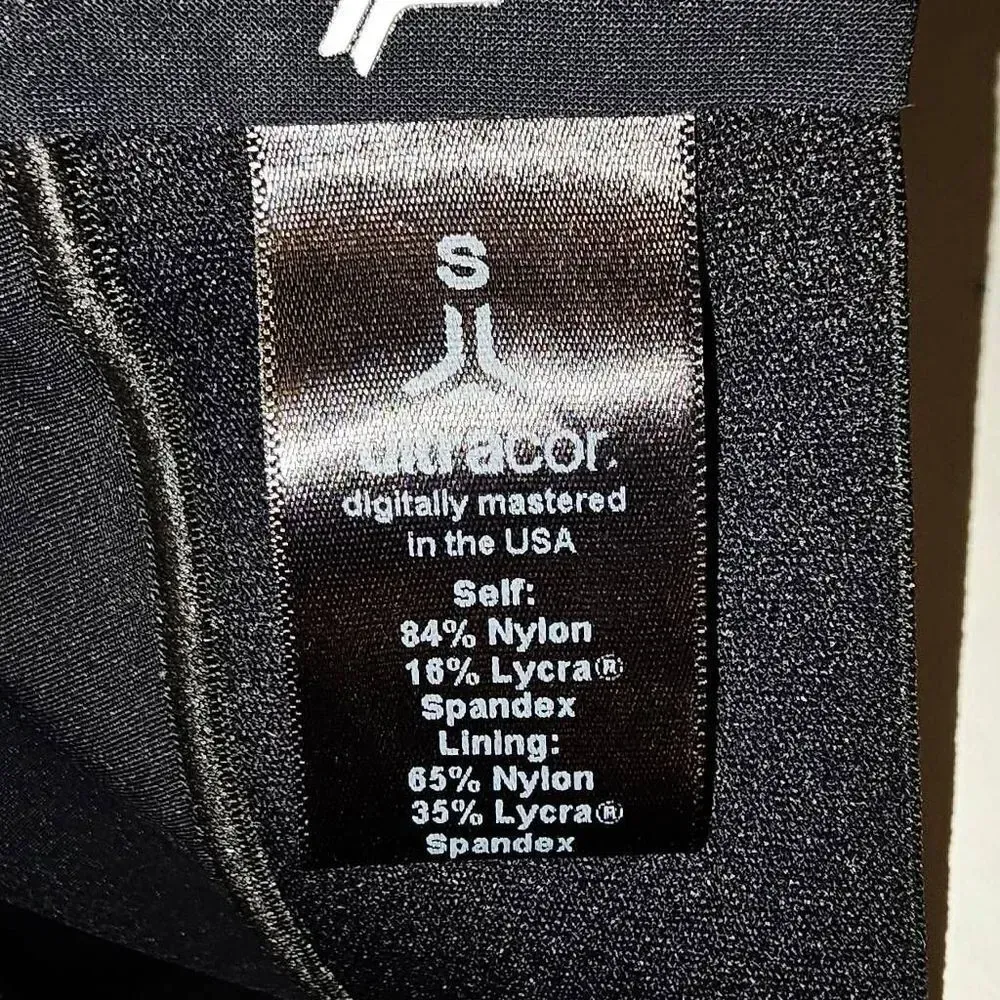 S
ultracor.
digitally mastered
in the USA
Self:
84% Nylon
16% Lycra®
Spandex
Lining:
65% Nylon
35% Lycra®
Spandex